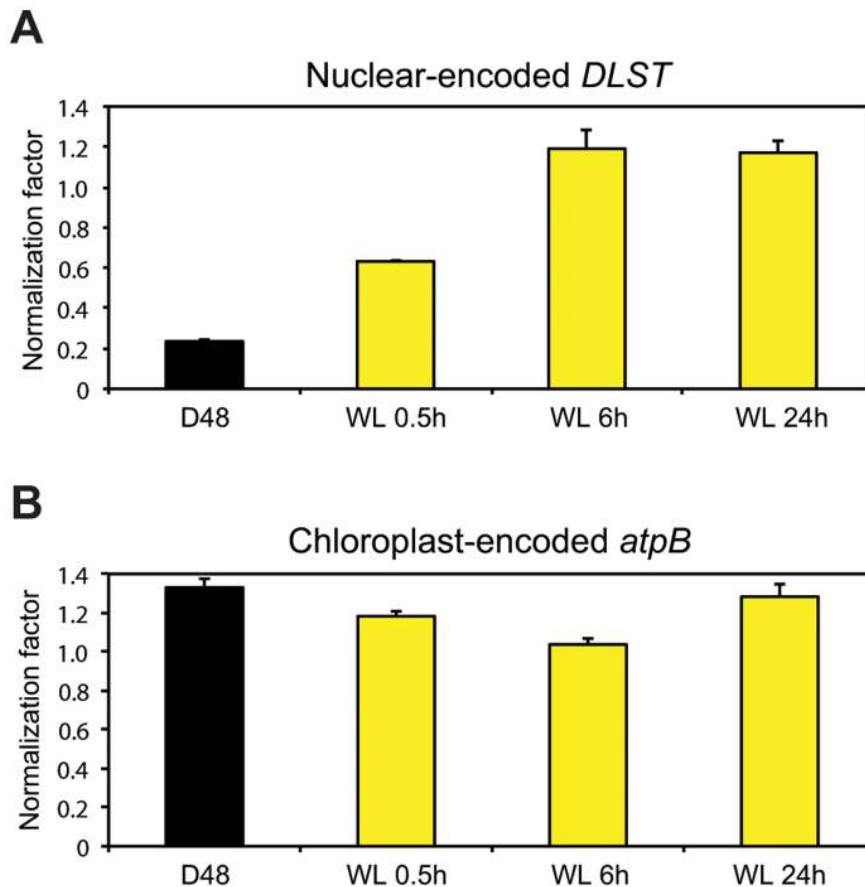 A
Nuclear-encoded DLST
Normalization factor
1.4
1.2
1.0
0.8
0.6
0.4
0.2
0
D48 WL 0.5h WL 6h WL 24h
B
Chloroplast-encoded atpB
Normalization factor
1.4
1.2
1.0
0.8
0.6
0.4
0.2
0
D48 WL 0.5h WL 6h WL 24h